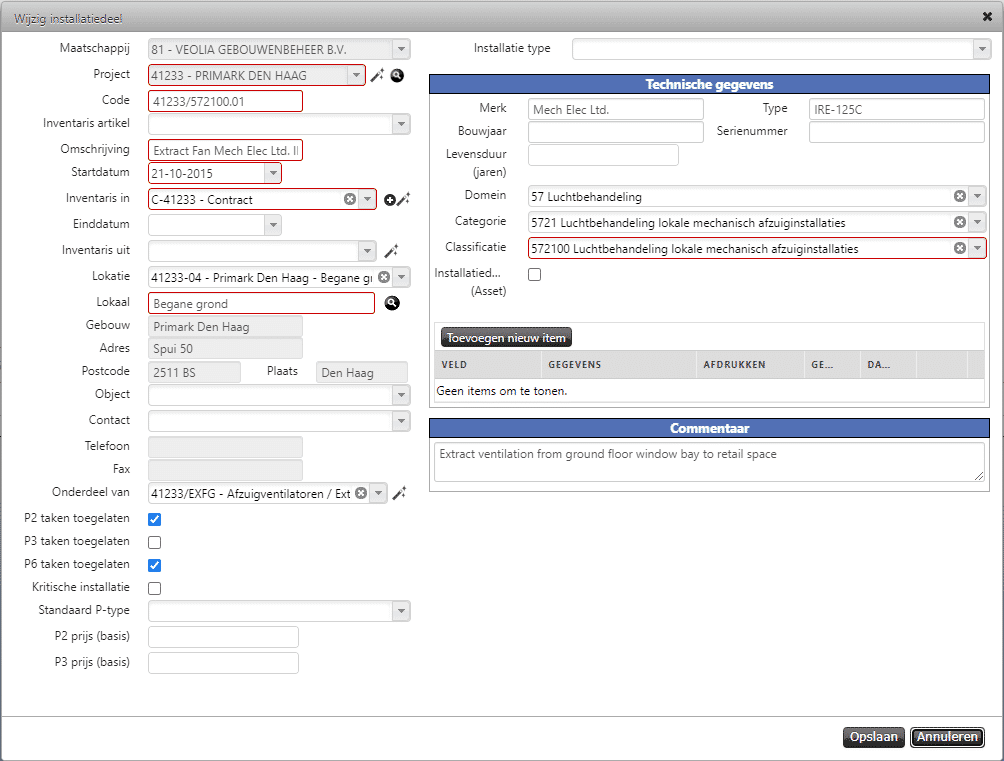 Wijzig installatiedeel
Maatschappij 81 - VEOLIA GEBOUWENBEHEER B.V.
Project 41233 - PRIMARK DEN HAAG
Code 41233/572100.01
Inventaris artikel
Omschrijving Extract Fan Mech Elec Ltd.
Startdatum 21-10-2015
Inventaris in C-41233 - Contract
Einddatum
Inventaris uit
Lokatie 41233-04 - Primark Den Haag - Begane
Lokaal Begane grond
Gebouw Primark Den Haag
Adres Spui 50
Postcode 2511 BS Plaats Den Haag
Object
Contact
Telefoon
Fax
Onderdeel van 41233/EXFG - Afzuigventilatoren / Ext
P2 taken toegelaten
P3 taken toegelaten
P6 taken toegelaten
Kritische installatie
Standaard P-type
P2 prijs (basis)
P3 prijs (basis)
Installatie type
Technische gegevens
Merk Mech Elec Ltd. Type IRE-125C
Bouwjaar Serienummer
Levensduur
(jaren)
Domein 57 Luchtbehandeling
Categorie 5721 Luchtbehandeling lokale mechanisch afzuiginstallaties
Classificatie 572100 Luchtbehandeling lokale mechanisch afzuiginstallaties
Installatied...
(Asset)
Toevoegen nieuw item
VELD GEGEVENS AFDRUKKEN GE... DA...
Geen items om te tonen.
Commentaar
Extract ventilation from ground floor window bay to retail space
Opslaan Annuleren